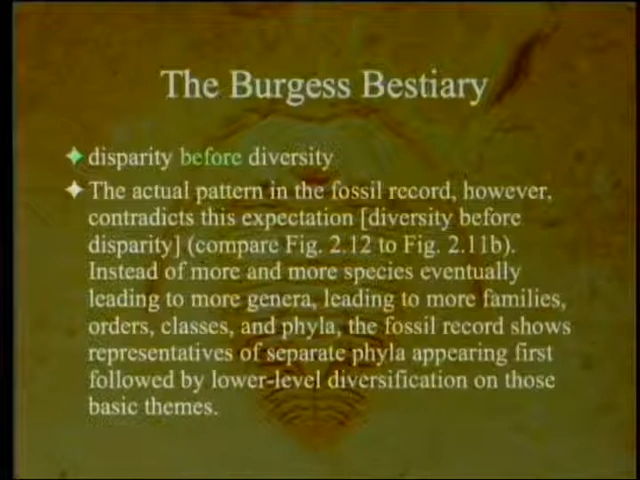 The Burgess Bestiary
disparity before diversity
The actual pattern in the fossil record, however,
contradicts this expectation [diversity before
disparity] (compare Fig. 2.12 to Fig. 2.11b).
Instead of more and more species eventually
leading to more genera, leading to more families,
orders, classes, and phyla, the fossil record shows
representatives of separate phyla appearing first
followed by lower-level diversification on those
basic themes.